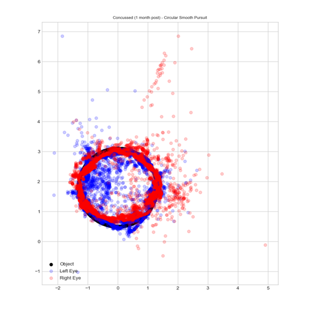 Concussed (1 month post) - Circular Smooth Pursuit
7
6
5
4
3
2
1
0
−1
Object
Left Eye
Right Eye
−2 −1 0 1 2 3 4 5